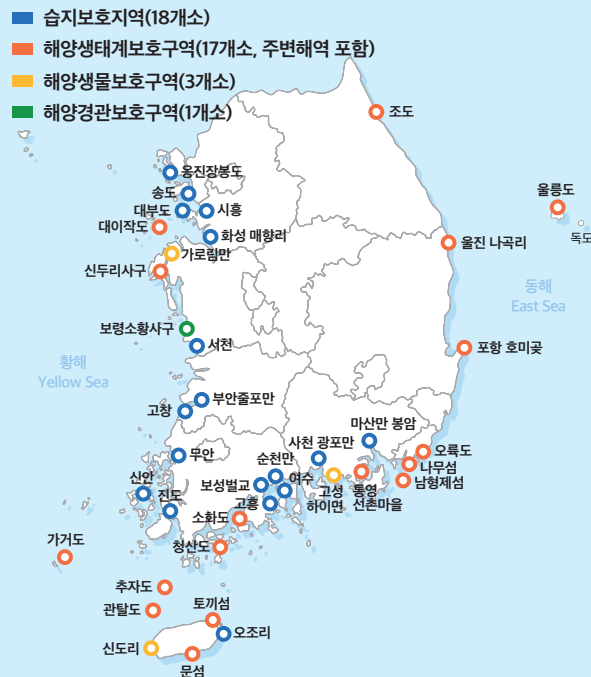 습지보호지역(18개소)
해양생태계보호구역(17개소, 주변해역 포함)
해양생물보호구역(3개소)
해양경관보호구역(1개소)
조도
옹진장봉도
송도
울릉도
대부도
시흥
대이작도
화성 매향리
독도
울진 나곡리
가로림만
신두리사구
동해
East Sea
보령소황사구
서천
포항 호미곶
황해
Yellow Sea
부안줄포만
고창
마산만 봉암
사천 광포만
오륙도
무안
순천만
나무섬
신안
보성벌교
여수
남형제섬
진도
고흥
고성
하이면
통영
선촌마을
소화도
가거도
청산도
추자도
관탈도
토끼섬
오조리
신도리
문섬